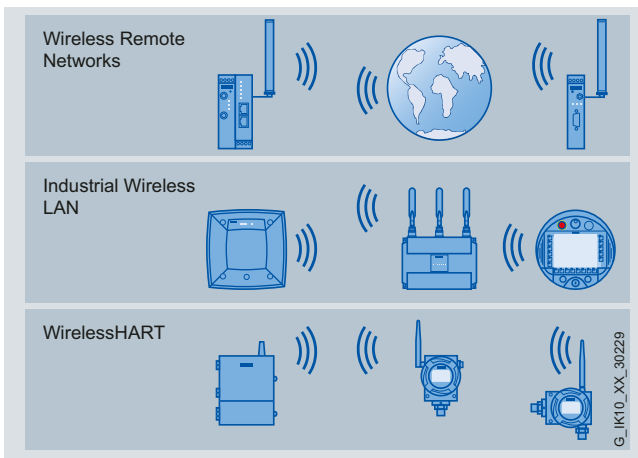 Wireless Remote
Networks
Industrial Wireless
LAN
WirelessHART
G_IK10_XX_30229